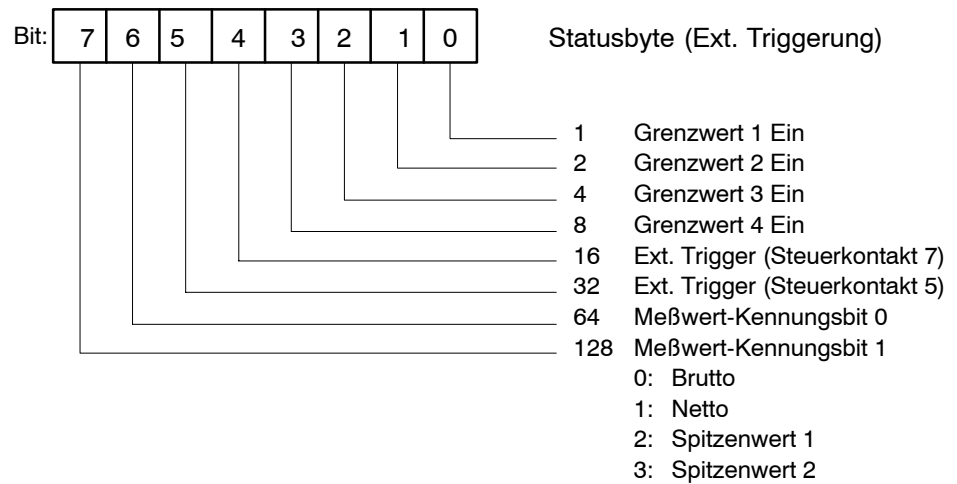 Bit: 7 6 5 4 3 2 1 0 Statusbyte (Ext. Triggerung)
1 Grenzwert 1 Ein
2 Grenzwert 2 Ein
4 Grenzwert 3 Ein
8 Grenzwert 4 Ein
16 Ext. Trigger (Steuerkontakt 7)
32 Ext. Trigger (Steuerkontakt 5)
64 Meßwert-Kennungsbit 0
128 Meßwert-Kennungsbit 1
0: Brutto
1: Netto
2: Spitzenwert 1
3: Spitzenwert 2